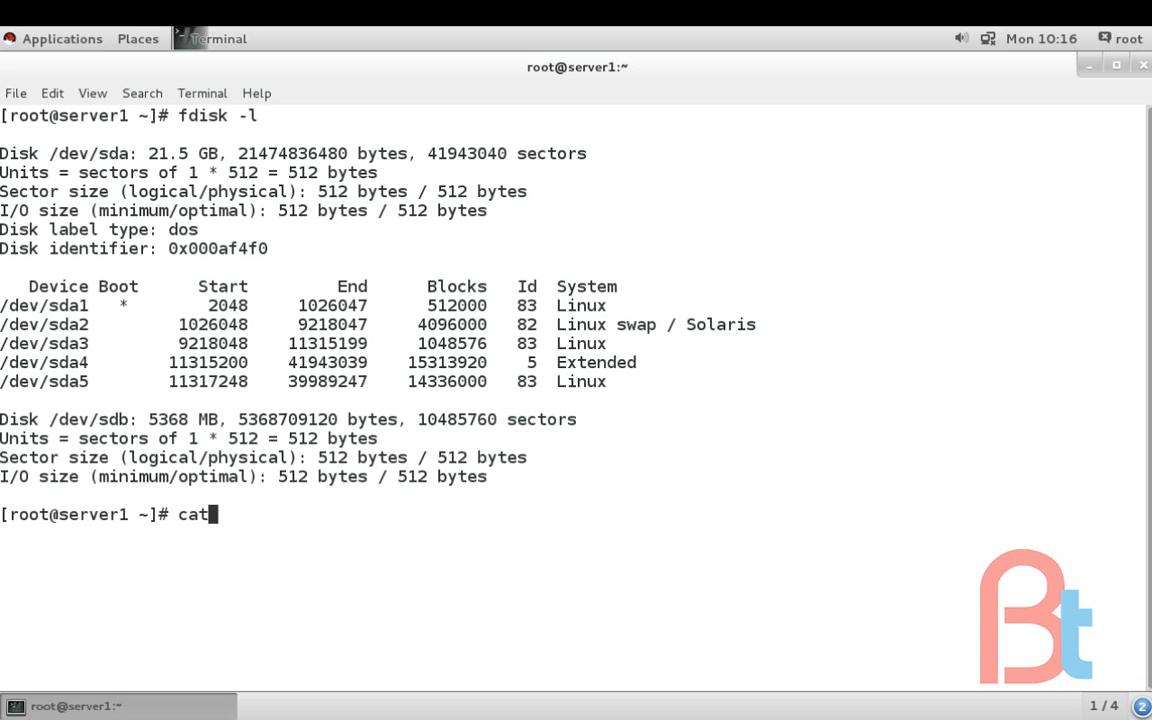 Applications Places Terminal Mon 10:16 root
root@server1:~
File Edit View Search Terminal Help
[root@server1 ~]# fdisk -l
Disk /dev/sda: 21.5 GB, 21474836480 bytes, 41943040 sectors
Units = sectors of 1 * 512 = 512 bytes
Sector size (logical/physical): 512 bytes / 512 bytes
I/O size (minimum/optimal): 512 bytes / 512 bytes
Disk label type: dos
Disk identifier: 0x000af4f0
Device Boot Start End Blocks Id System
/dev/sda1 * 2048 1026047 512000 83 Linux
/dev/sda2 1026048 9218047 4096000 82 Linux swap / Solaris
/dev/sda3 9218048 11315199 1048576 83 Linux
/dev/sda4 11315200 41943039 15313920 5 Extended
/dev/sda5 11317248 39989247 14336000 83 Linux
Disk /dev/sdb: 5368 MB, 5368709120 bytes, 10485760 sectors
Units = sectors of 1 * 512 = 512 bytes
Sector size (logical/physical): 512 bytes / 512 bytes
I/O size (minimum/optimal): 512 bytes / 512 bytes
[root@server1 ~]# cat
Bt
root@server1:~ 1 / 4 2